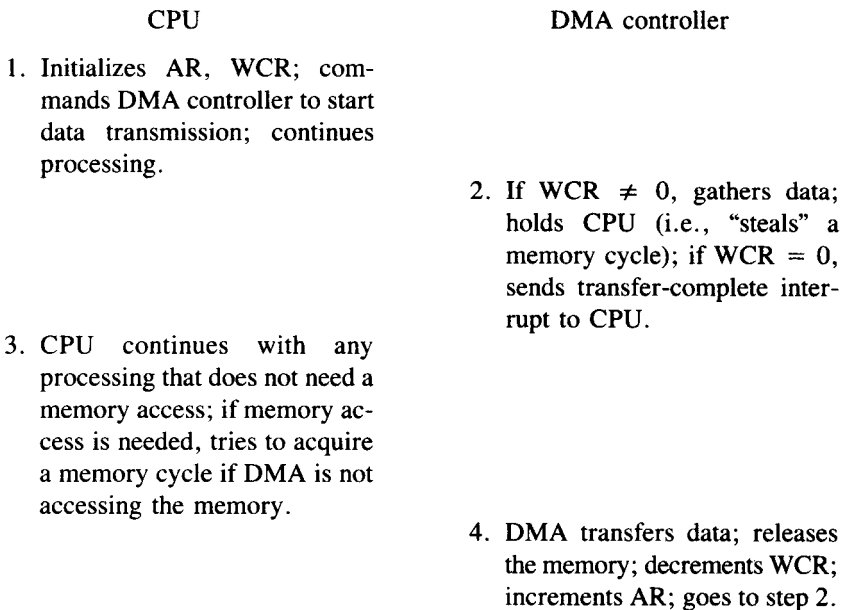 CPU
DMA controller
1. Initializes AR, WCR; com-
mands DMA controller to start
data transmission; continues
processing.
2. If WCR ≠ 0, gathers data;
holds CPU (i.e., “steals” a
memory cycle); if WCR = 0,
sends transfer-complete inter-
rupt to CPU.
3. CPU continues with any
processing that does not need a
memory access; if memory ac-
cess is needed, tries to acquire
a memory cycle if DMA is not
accessing the memory.
4. DMA transfers data; releases
the memory; decrements WCR;
increments AR; goes to step 2.